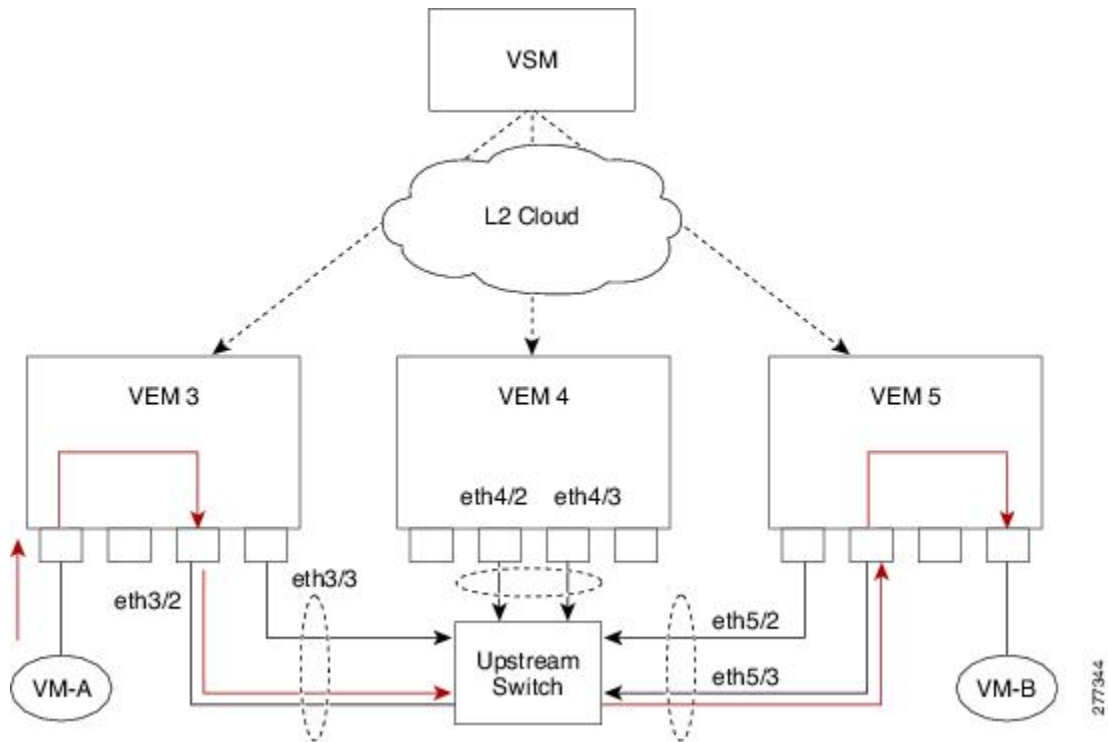 VSM
L2 Cloud
VEM 3
VEM 4
VEM 5
eth4/2
eth4/3
eth3/3
eth3/2
eth5/2
Upstream
Switch
eth5/3
VM-A
VM-B
277344